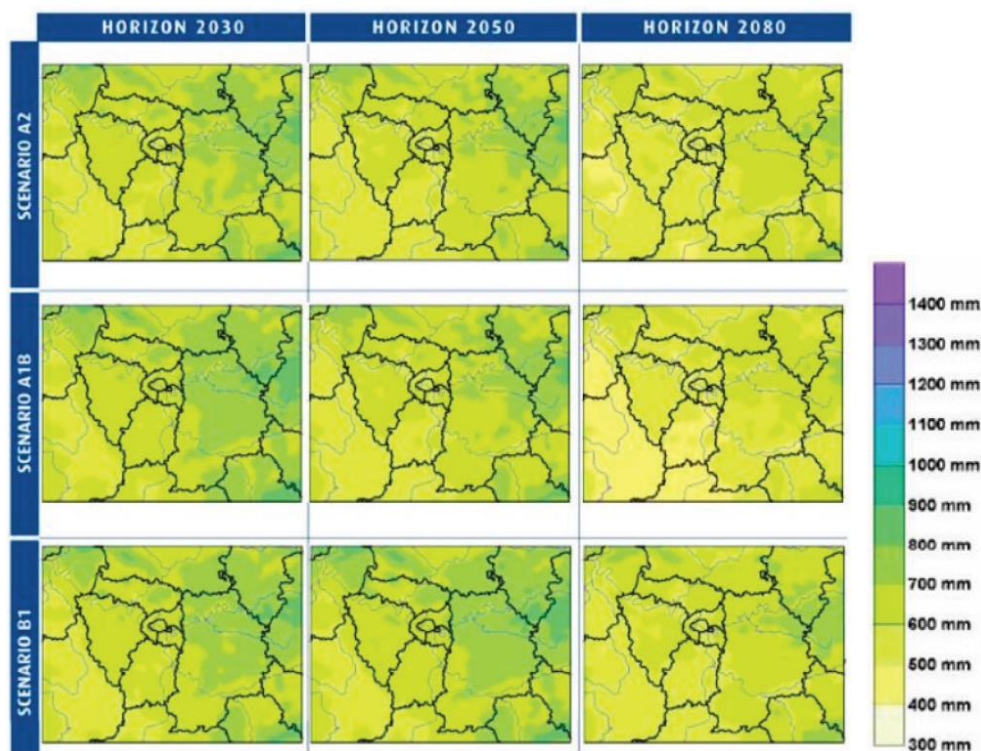 HORIZON 2030
HORIZON 2050
HORIZON 2080
SCENARIO A2
SCENARIO A1B
SCENARIO B1
1400 mm
1300 mm
1200 mm
1100 mm
1000 mm
900 mm
800 mm
700 mm
600 mm
500 mm
400 mm
300 mm